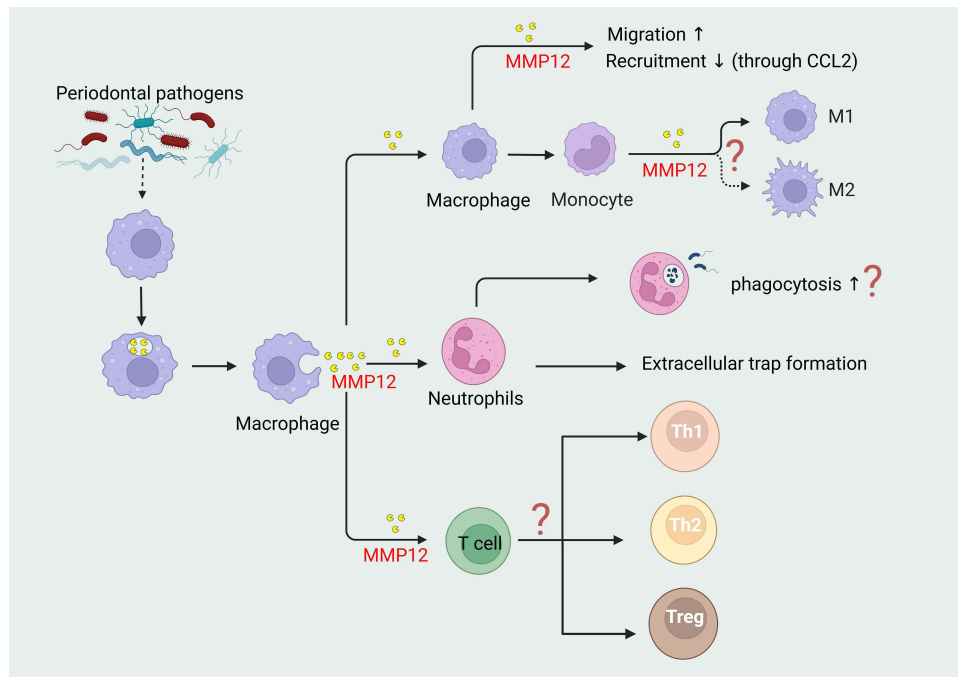 MMP12
Migration ↑
Recruitment ↓ (through CCL2)
Periodontal pathogens
M1
?
MMP12
Macrophage
Monocyte
M2
phagocytosis ↑ ?
MMP12
Extracellular trap formation
Neutrophils
Macrophage
Th1
?
Th2
T cell
MMP12
Treg